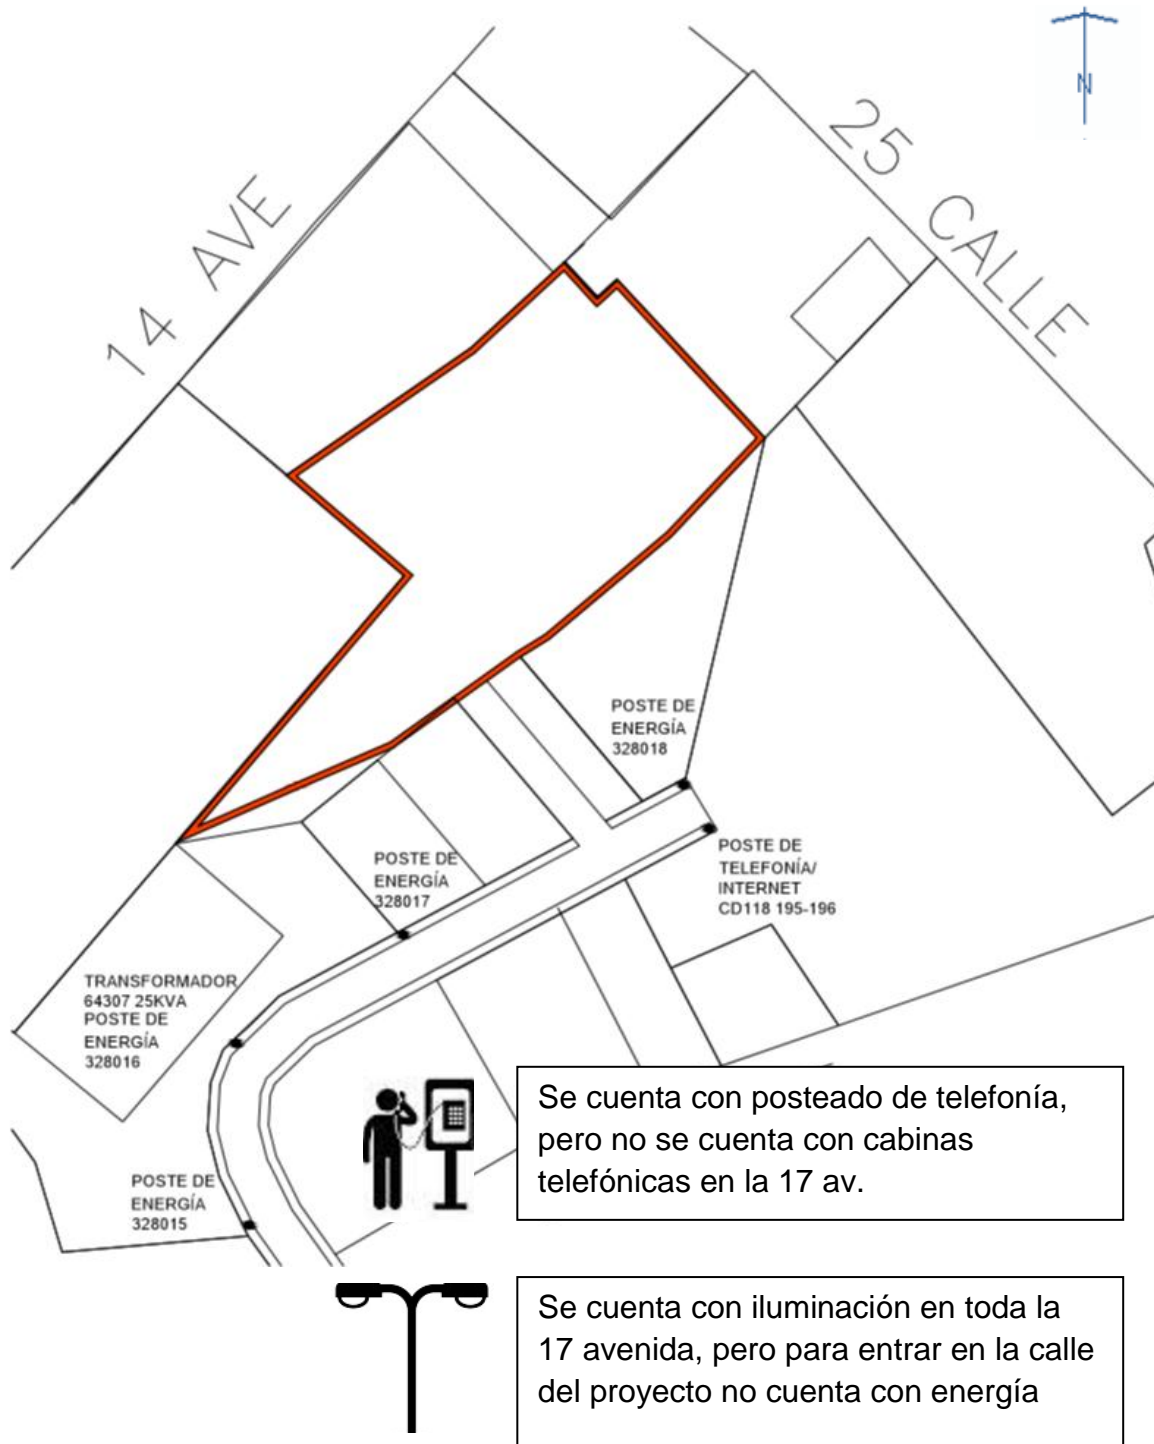 N
25 CALLE
14 AVE
POSTE DE
ENERGÍA
328018
POSTE DE
TELEFONÍA/
INTERNET
CD118 195-196
POSTE DE
ENERGÍA
328017
TRANSFORMADOR
64307 25KVA
POSTE DE
ENERGÍA
328016
POSTE DE
ENERGÍA
328015
Se cuenta con posteado de telefonía,
pero no se cuenta con cabinas
telefónicas en la 17 av.
Se cuenta con iluminación en toda la
17 avenida, pero para entrar en la calle
del proyecto no cuenta con energía